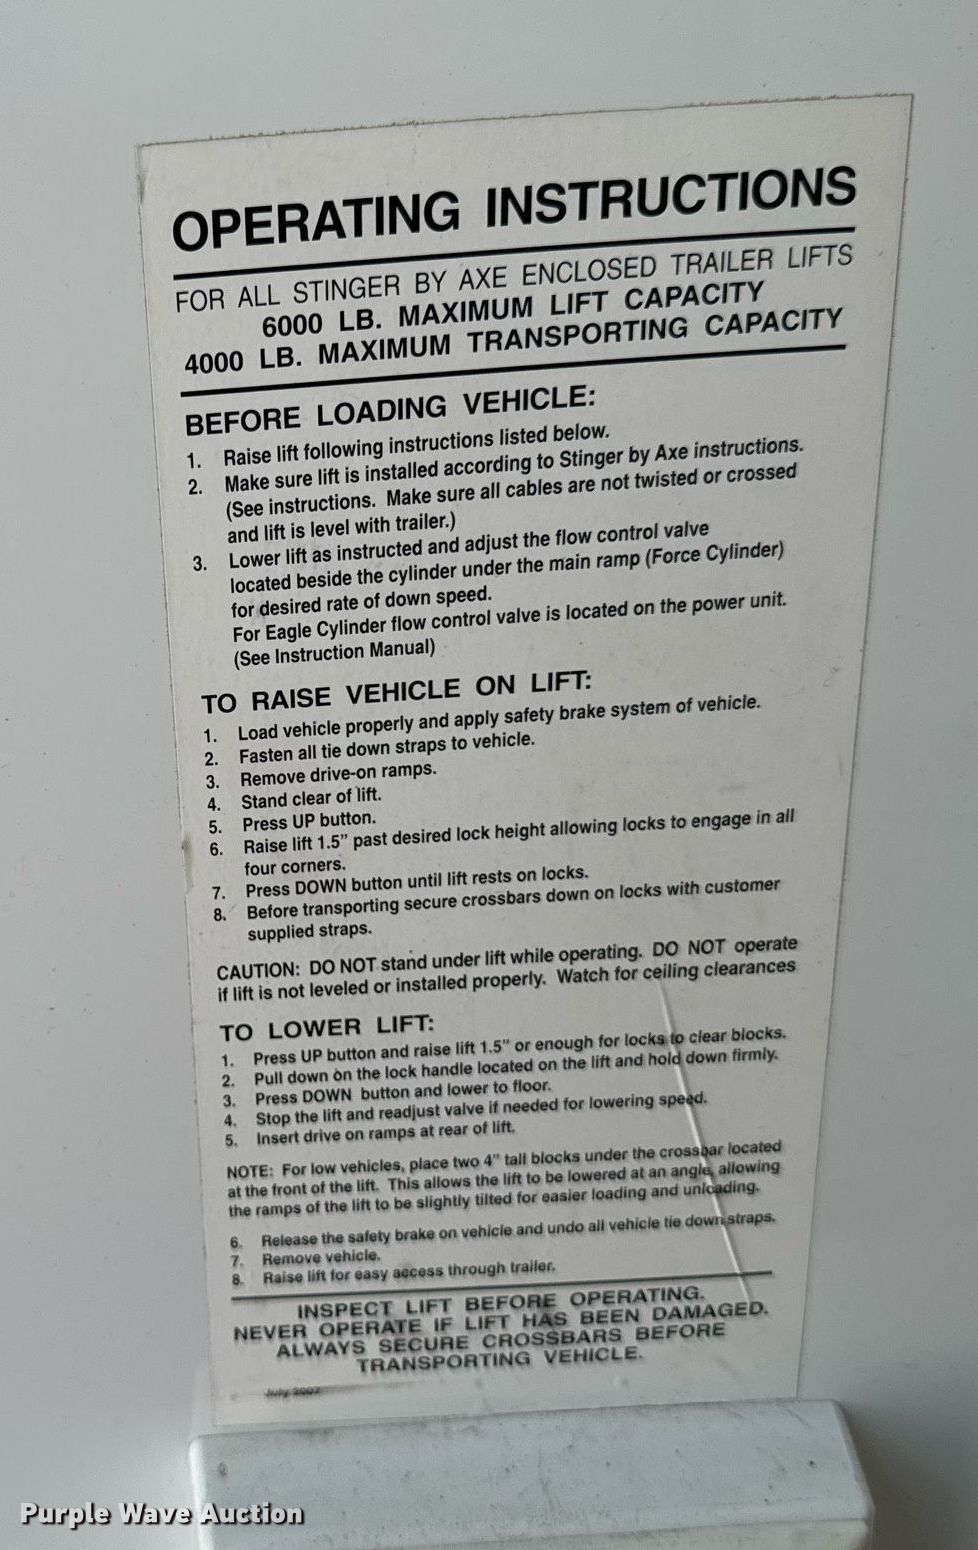 OPERATING INSTRUCTIONS
FOR ALL STINGER BY AXE ENCLOSED TRAILER LIFTS
6000 LB. MAXIMUM LIFT CAPACITY
4000 LB. MAXIMUM TRANSPORTING CAPACITY
BEFORE LOADING VEHICLE:
1. Raise lift following instructions listed below.
2. Make sure lift is installed according to Stinger by Axe instructions.
(See instructions. Make sure all cables are not twisted or crossed
and lift is level with trailer.)
3. Lower lift as instructed and adjust the flow control valve
located beside the cylinder under the main ramp (Force Cylinder)
for desired rate of down speed.
For Eagle Cylinder flow control valve is located on the power unit.
(See Instruction Manual)
TO RAISE VEHICLE ON LIFT:
1. Load vehicle properly and apply safety brake system of vehicle.
2. Fasten all tie down straps to vehicle.
3. Remove drive-on ramps.
4. Stand clear of lift.
5. Press UP button.
6. Raise lift 1.5" past desired lock height allowing locks to engage in all
four corners.
7. Press DOWN button until lift rests on locks.
8. Before transporting secure crossbars down on locks with customer
supplied straps.
CAUTION: DO NOT stand under lift while operating. DO NOT operate
if lift is not leveled or installed properly. Watch for ceiling clearances
TO LOWER LIFT:
1. Press UP button and raise lift 1.5" or enough for locks to clear blocks.
2. Pull down on the lock handle located on the lift and hold down firmly.
3. Press DOWN button and lower to floor.
4. Stop the lift and readjust valve if needed for lowering speed.
5. Insert drive on ramps at rear of lift.
NOTE: For low vehicles, place two 4" tall blocks under the crossbar located
at the front of the lift. This allows the lift to be lowered at an angle, allowing
the ramps of the lift to be slightly tilted for easier loading and unloading.
6. Release the safety brake on vehicle and undo all vehicle tie down straps.
7. Remove vehicle.
8. Raise lift for easy access through trailer.
INSPECT LIFT BEFORE OPERATING.
NEVER OPERATE IF LIFT HAS BEEN DAMAGED.
ALWAYS SECURE CROSSBARS BEFORE
TRANSPORTING VEHICLE.
July 2007
Purple Wave Auction